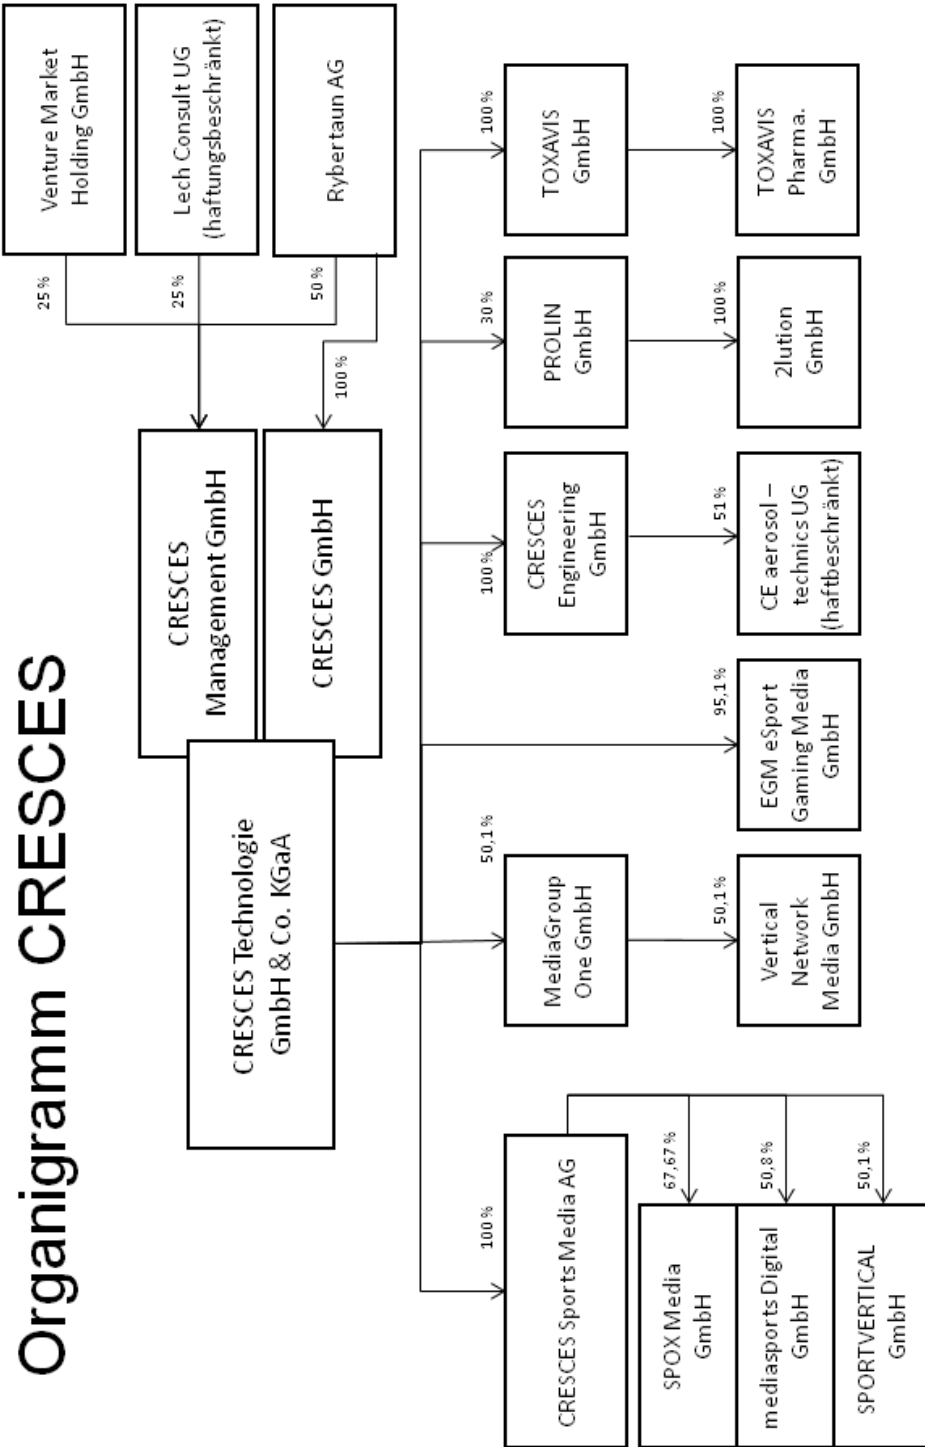 Organigramm CRESCES
Venture Market
Holding GmbH
25 %
Lech Consult UG
(haftungsbeschränkt)
25 %
Rybertaun AG
50 %
100 %
CRESCES
Management GmbH
CRESCES GmbH
CRESCES Technologie
GmbH & Co. KGaA
100 %
CRESCES Sports Media AG
50,1 %
MediaGroup
One GmbH
100 %
CRESCES
Engineering
GmbH
30 %
PROLIN
GmbH
100 %
TOXAVIS
GmbH
67,67 %
SPOX Media
GmbH
50,8 %
mediasports Digital
GmbH
50,1 %
SPORTVERTICAL
GmbH
50,1 %
Vertical
Network
Media GmbH
95,1 %
EGM eSport
Gaming Media
GmbH
51 %
CE aerosol –
technics UG
(haftbeschränkt)
100 %
2lution
GmbH
100 %
TOXAVIS
Pharma.
GmbH